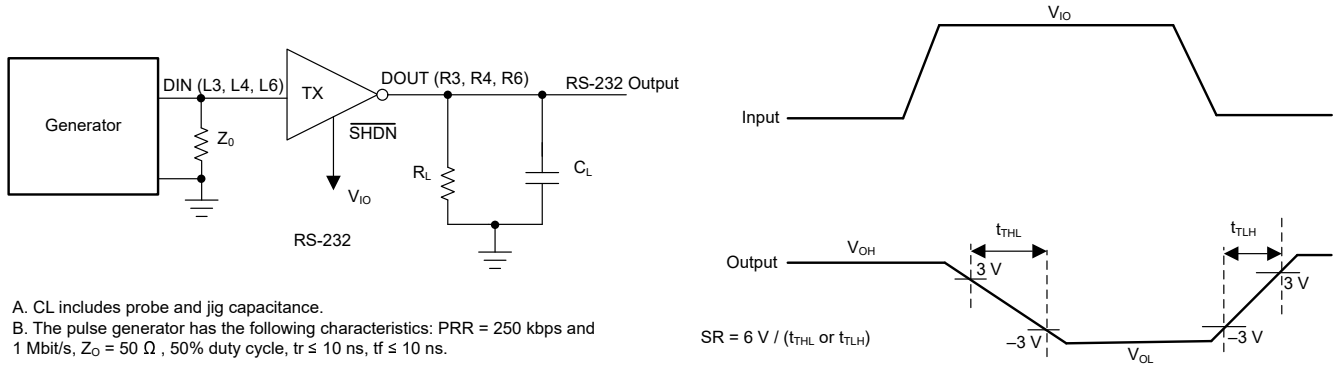 Generator
DIN (L3, L4, L6)
Z₀
TX
DOUT (R3, R4, R6)
RS-232 Output
SHDN
V_IO
R_L
C_L
RS-232
A. CL includes probe and jig capacitance.
B. The pulse generator has the following characteristics: PRR = 250 kbps and
1 Mbit/s, Z_O = 50 Ω , 50% duty cycle, tr ≤ 10 ns, tf ≤ 10 ns.
V_IO
Input
t_THL
t_TLH
V_OH
Output
3 V
3 V
–3 V
–3 V
V_OL
SR = 6 V / (t_THL or t_TLH)